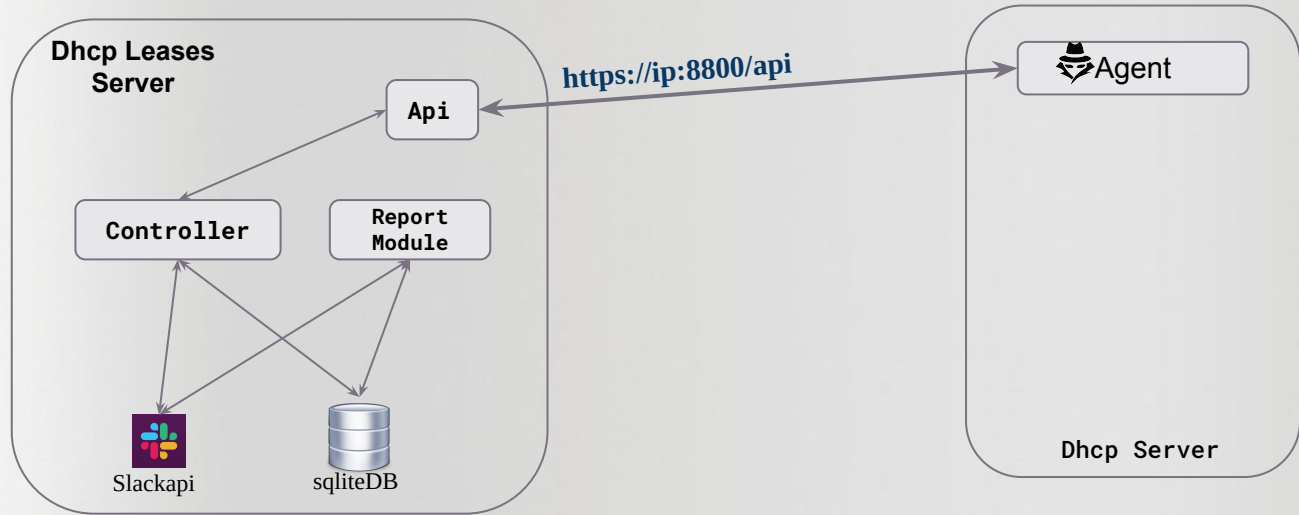 Dhcp Leases
Server
https://ip:8800/api
Agent
Api
Controller
Report
Module
Dhcp Server
Slackapi
sqliteDB